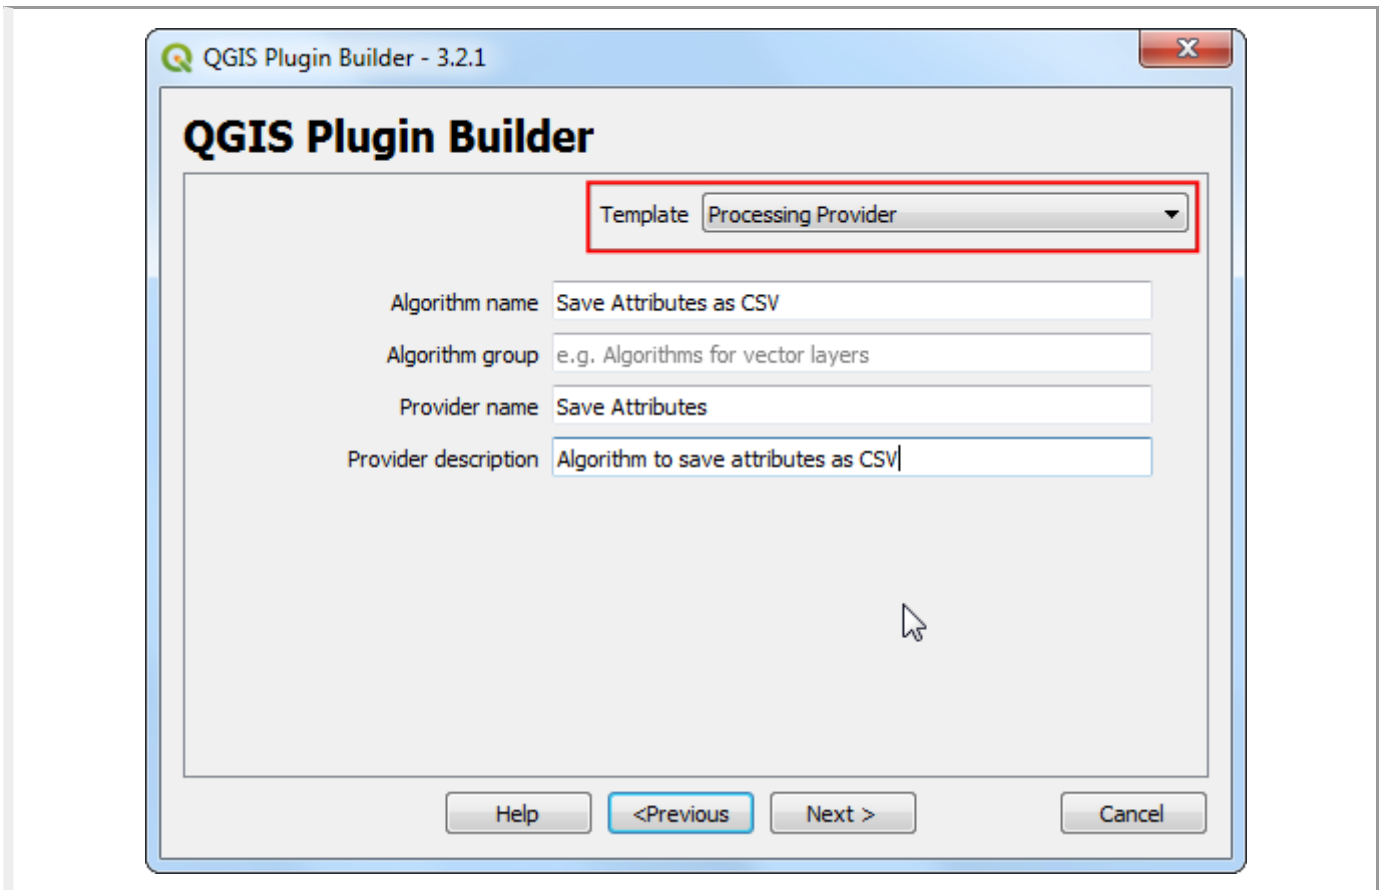 QGIS Plugin Builder - 3.2.1
QGIS Plugin Builder
Template Processing Provider
Algorithm name Save Attributes as CSV
Algorithm group e.g. Algorithms for vector layers
Provider name Save Attributes
Provider description Algorithm to save attributes as CSV
Help <Previous Next > Cancel